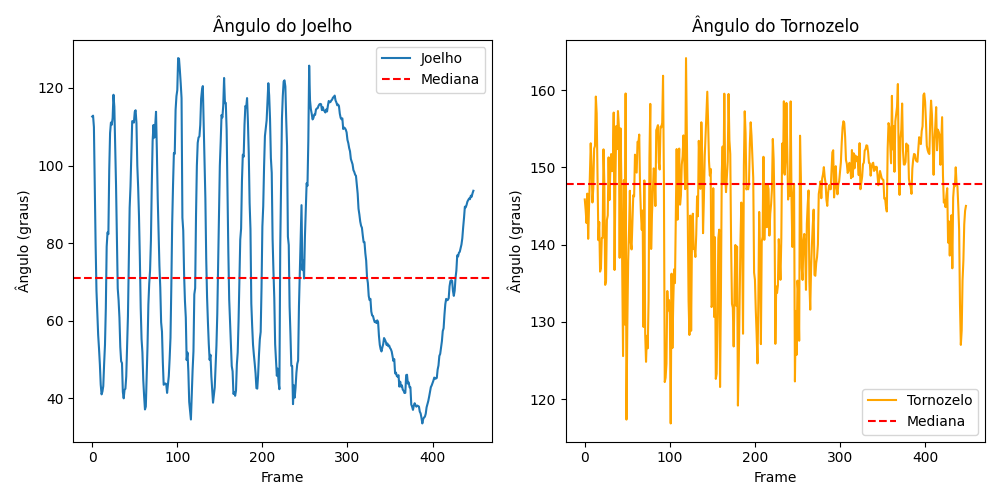 Ângulo do Joelho
Joelho
Mediana
Ângulo (graus)
120
100
80
60
40
0
100
200
300
400
Frame
Ângulo do Tornozelo
Tornozelo
Mediana
Ângulo (graus)
160
150
140
130
120
0
100
200
300
400
Frame